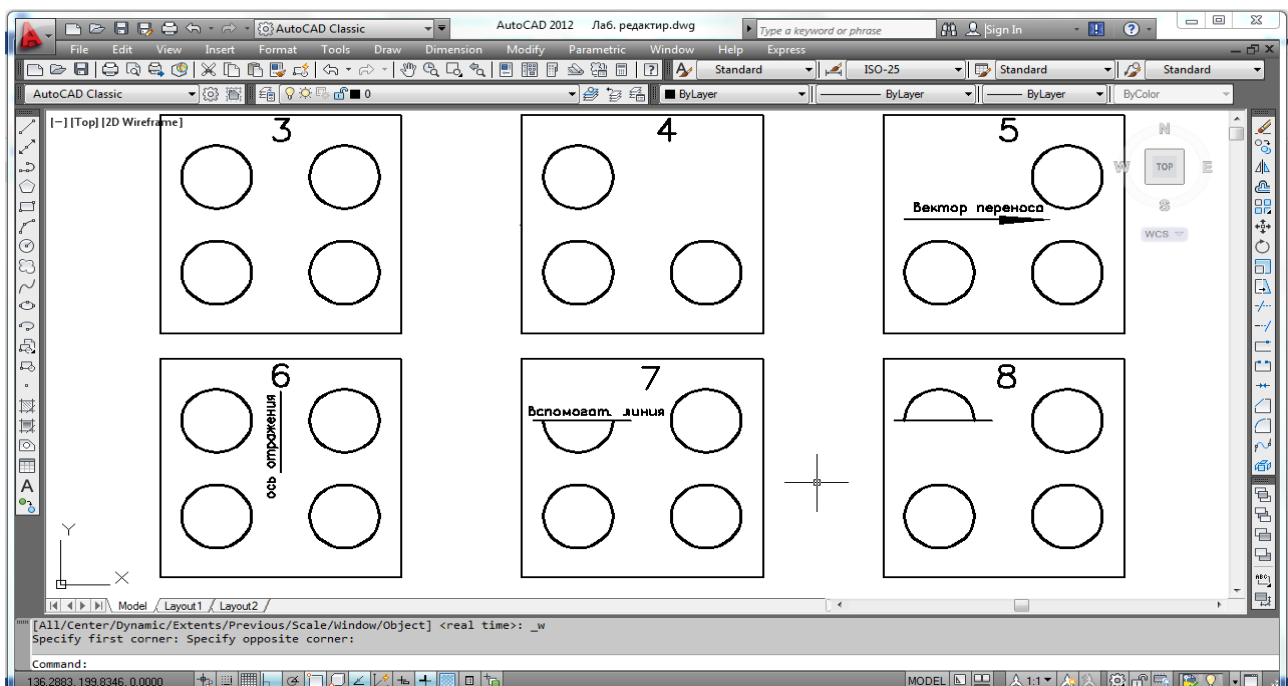 AutoCAD Classic
AutoCAD 2012 Лаб. редактир.dwg
Type a keyword or phrase
Sign In
File Edit View Insert Format Tools Draw Dimension Modify Parametric Window Help Express
Standard ISO-25 Standard Standard
AutoCAD Classic 0 ByLayer ByLayer ByLayer ByColor
[−] [Top] [2D Wireframe]
3
4
5
N
W TOP E
S
WCS
Вектор переноса
6
7
8
ось отражения
Вспомогат. линия
Y
X
Model Layout1 Layout2
[All/Center/Dynamic/Extents/Previous/Scale/Window/Object] <real time>: _w
Specify first corner: Specify opposite corner:
Command:
136.2883, 199.8346, 0.0000 MODEL 1:1